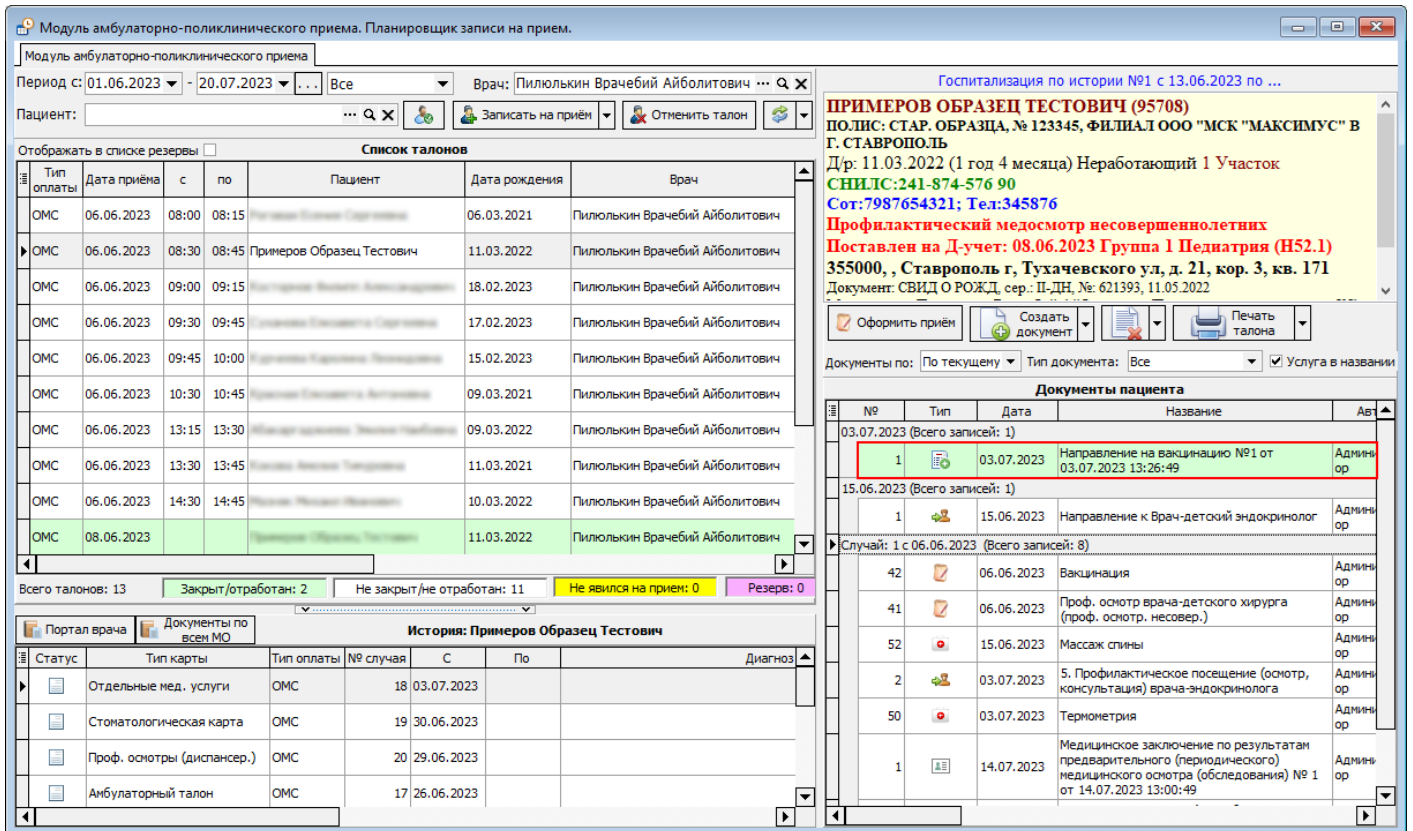 Модуль амбулаторно-поликлинического приема. Планировщик записи на прием.
Модуль амбулаторно-поликлинического приема
Период с: 01.06.2023 - 20.07.2023 ... Все Врач: Пилюлькин Врачебий Айболитович ...
Пациент: ... Записать на приём Отменить талон
Отображать в списке резервы Список талонов
Тип оплаты Дата приёма с по Пациент Дата рождения Врач
ОМС 06.06.2023 08:00 08:15 06.03.2021 Пилюлькин Врачебий Айболитович
ОМС 06.06.2023 08:30 08:45 Примеров Образец Тестович 11.03.2022 Пилюлькин Врачебий Айболитович
ОМС 06.06.2023 09:00 09:15 18.02.2023 Пилюлькин Врачебий Айболитович
ОМС 06.06.2023 09:30 09:45 17.02.2023 Пилюлькин Врачебий Айболитович
ОМС 06.06.2023 09:45 10:00 15.02.2023 Пилюлькин Врачебий Айболитович
ОМС 06.06.2023 10:30 10:45 09.03.2021 Пилюлькин Врачебий Айболитович
ОМС 06.06.2023 13:15 13:30 09.03.2022 Пилюлькин Врачебий Айболитович
ОМС 06.06.2023 13:30 13:45 11.03.2021 Пилюлькин Врачебий Айболитович
ОМС 06.06.2023 14:30 14:45 10.03.2022 Пилюлькин Врачебий Айболитович
ОМС 08.06.2023 11.03.2022 Пилюлькин Врачебий Айболитович
Всего талонов: 13 Закрыт/отработан: 2 Не закрыт/не отработан: 11 Не явился на прием: 0 Резерв: 0
Портал врача Документы по всем МО История: Примеров Образец Тестович
Статус Тип карты Тип оплаты № случая С По Диагноз
Отдельные мед. услуги ОМС 18 03.07.2023
Стоматологическая карта ОМС 19 30.06.2023
Проф. осмотры (диспансер.) ОМС 20 29.06.2023
Амбулаторный талон ОМС 17 26.06.2023
Госпитализация по истории №1 с 13.06.2023 по ...
ПРИМЕРОВ ОБРАЗЕЦ ТЕСТОВИЧ (95708)
ПОЛИС: СТАР. ОБРАЗЦА, № 123345, ФИЛИАЛ ООО "МСК "МАКСИМУС" В
Г. СТАВРОПОЛЬ
Д/р: 11.03.2022 (1 год 4 месяца) Неработающий 1 Участок
СНИЛС:241-874-576 90
Сот:7987654321; Тел:345876
Профилактический медосмотр несовершеннолетних
Поставлен на Д-учет: 08.06.2023 Группа 1 Педиатрия (H52.1)
355000, , Ставрополь г, Тухачевского ул, д. 21, кор. 3, кв. 171
Документ: СВИД О РОЖД, сер.: II-ДН, №: 621393, 11.05.2022
Оформить приём Создать документ Печать талона
Документы по: По текущему Тип документа: Все Услуга в названии
Документы пациента
№ Тип Дата Название Авт
03.07.2023 (Всего записей: 1)
1 03.07.2023 Направление на вакцинацию №1 от
03.07.2023 13:26:49
15.06.2023 (Всего записей: 1)
1 15.06.2023 Направление к Врач-детский эндокринолог
Случай: 1 с 06.06.2023 (Всего записей: 8)
42 06.06.2023 Вакцинация
41 06.06.2023 Проф. осмотр врача-детского хирурга
(проф. осмотр. несовер.)
52 15.06.2023 Массаж спины
2 03.07.2023 5. Профилактическое посещение (осмотр,
консультация) врача-эндокринолога
50 03.07.2023 Термометрия
1 14.07.2023 Медицинское заключение по результатам
предварительного (периодического)
медицинского осмотра (обследования) № 1
от 14.07.2023 13:00:49